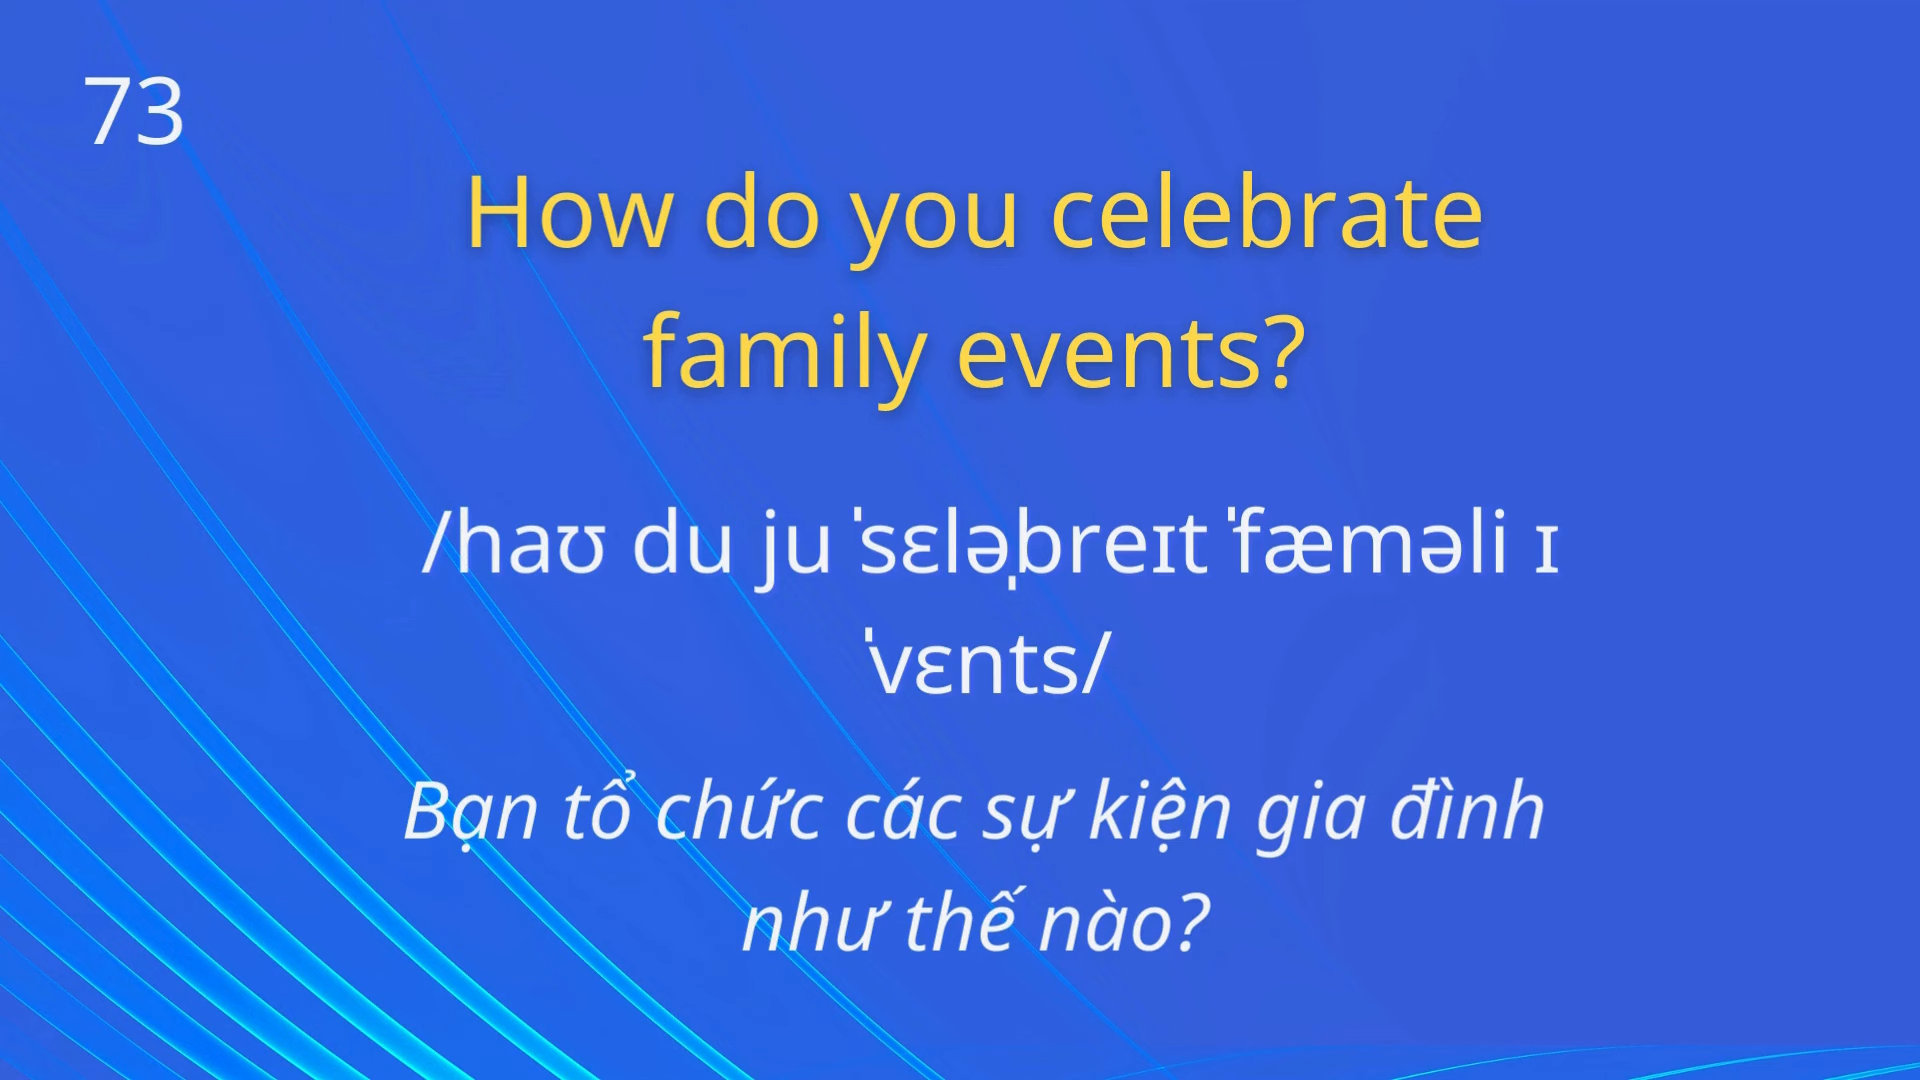 73
How do you celebrate
family events?
/haʊ du ju ˈsɛləˌbreɪt ˈfæməli ɪ
ˈvɛnts/
Bạn tổ chức các sự kiện gia đình
như thế nào?